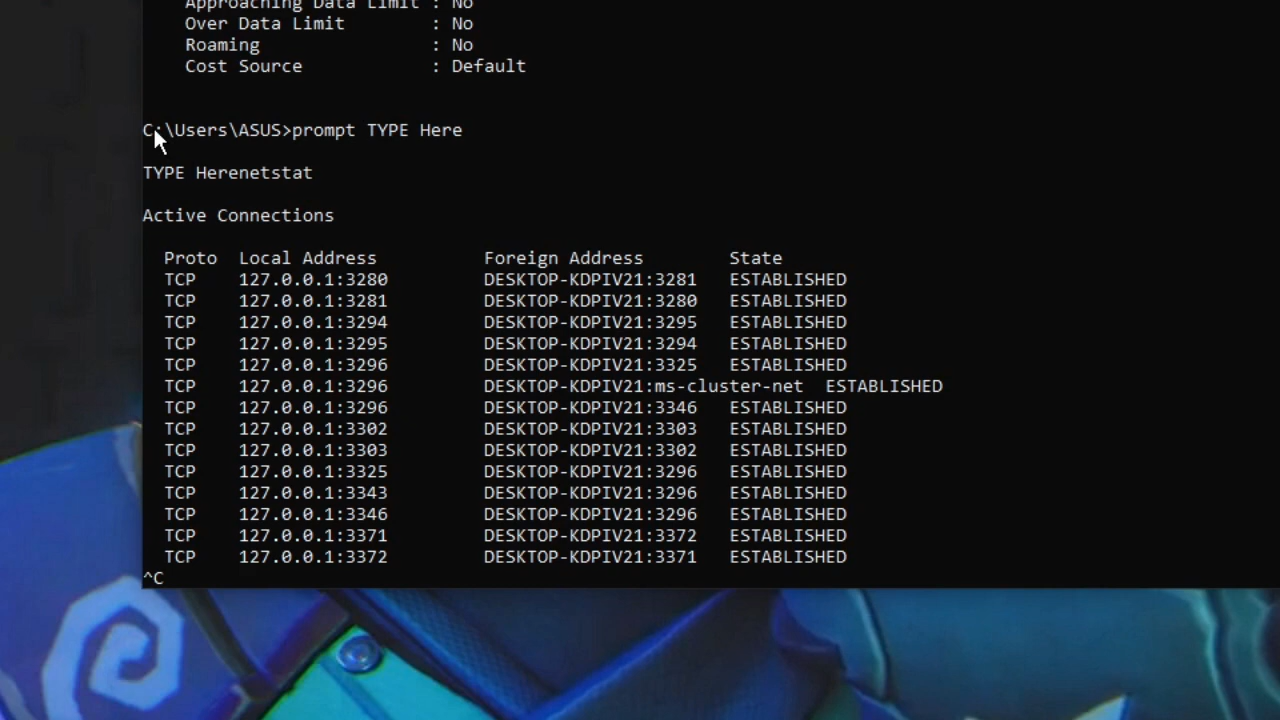 Approaching Data Limit : No
Over Data Limit : No
Roaming : No
Cost Source : Default
C:\Users\ASUS>prompt TYPE Here
TYPE Herenetstat
Active Connections
Proto Local Address Foreign Address State
TCP 127.0.0.1:3280 DESKTOP-KDPIV21:3281 ESTABLISHED
TCP 127.0.0.1:3281 DESKTOP-KDPIV21:3280 ESTABLISHED
TCP 127.0.0.1:3294 DESKTOP-KDPIV21:3295 ESTABLISHED
TCP 127.0.0.1:3295 DESKTOP-KDPIV21:3294 ESTABLISHED
TCP 127.0.0.1:3296 DESKTOP-KDPIV21:3325 ESTABLISHED
TCP 127.0.0.1:3296 DESKTOP-KDPIV21:ms-cluster-net ESTABLISHED
TCP 127.0.0.1:3296 DESKTOP-KDPIV21:3346 ESTABLISHED
TCP 127.0.0.1:3302 DESKTOP-KDPIV21:3303 ESTABLISHED
TCP 127.0.0.1:3303 DESKTOP-KDPIV21:3302 ESTABLISHED
TCP 127.0.0.1:3325 DESKTOP-KDPIV21:3296 ESTABLISHED
TCP 127.0.0.1:3343 DESKTOP-KDPIV21:3296 ESTABLISHED
TCP 127.0.0.1:3346 DESKTOP-KDPIV21:3296 ESTABLISHED
TCP 127.0.0.1:3371 DESKTOP-KDPIV21:3372 ESTABLISHED
TCP 127.0.0.1:3372 DESKTOP-KDPIV21:3371 ESTABLISHED
^C